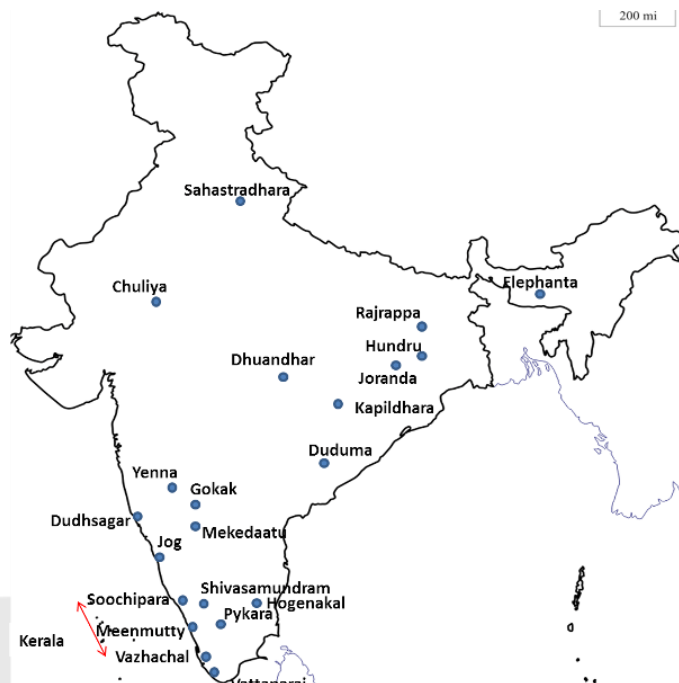 200 mi
Sahastradhara
Elephanta
Chuliya
Rajrappa
Hundru
Dhuandhar
Joranda
Kapildhara
Duduma
Yenna
Gokak
Dudhsagar
Mekedaatu
Jog
Shivasamundram
Soochipara
Hogenakal
Pykara
Meenmutty
Kerala
Vazhachal